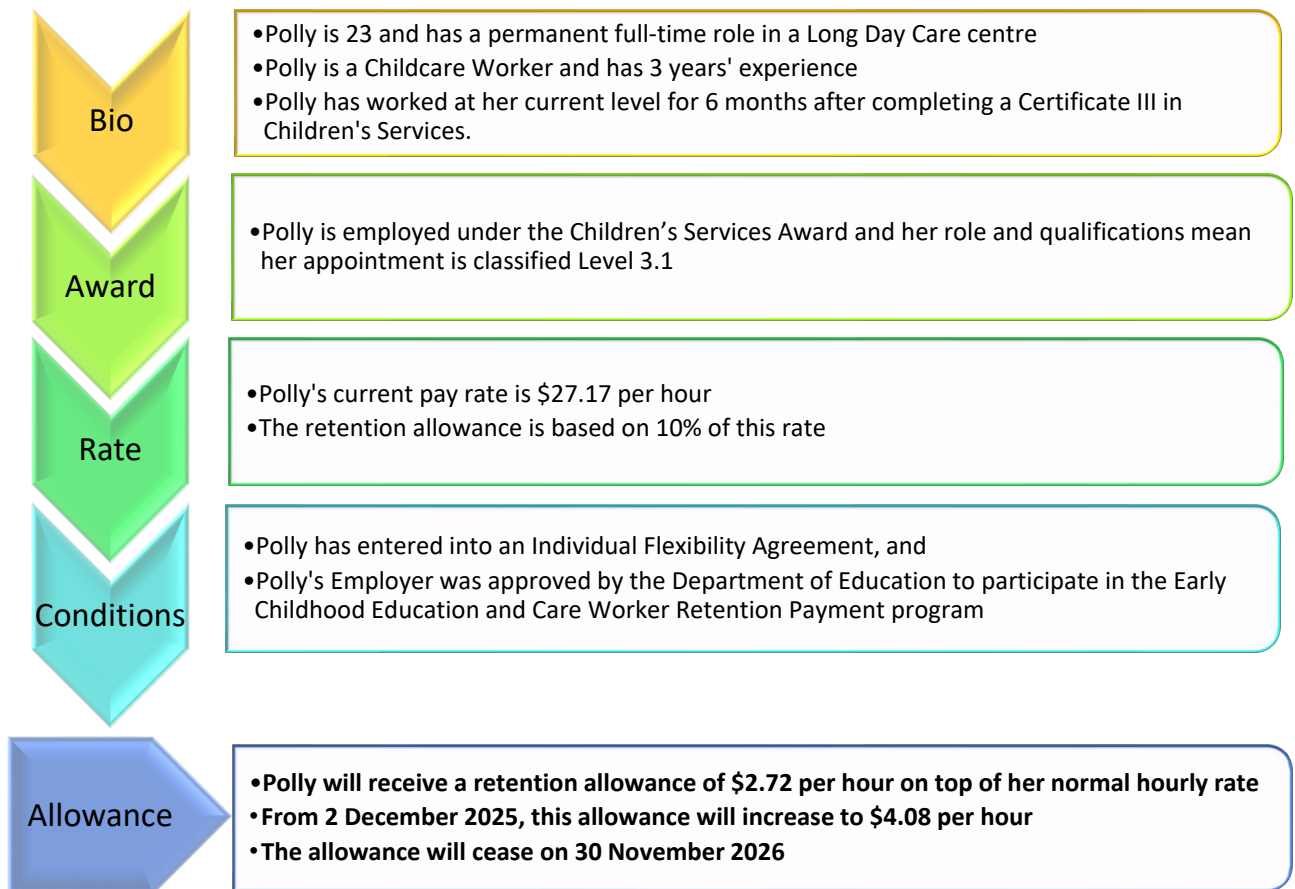 Bio
•Polly is 23 and has a permanent full-time role in a Long Day Care centre
•Polly is a Childcare Worker and has 3 years' experience
•Polly has worked at her current level for 6 months after completing a Certificate III in
Children's Services.
Award
•Polly is employed under the Children’s Services Award and her role and qualifications mean
her appointment is classified Level 3.1
Rate
•Polly's current pay rate is $27.17 per hour
•The retention allowance is based on 10% of this rate
Conditions
•Polly has entered into an Individual Flexibility Agreement, and
•Polly's Employer was approved by the Department of Education to participate in the Early
Childhood Education and Care Worker Retention Payment program
Allowance
•Polly will receive a retention allowance of $2.72 per hour on top of her normal hourly rate
•From 2 December 2025, this allowance will increase to $4.08 per hour
•The allowance will cease on 30 November 2026